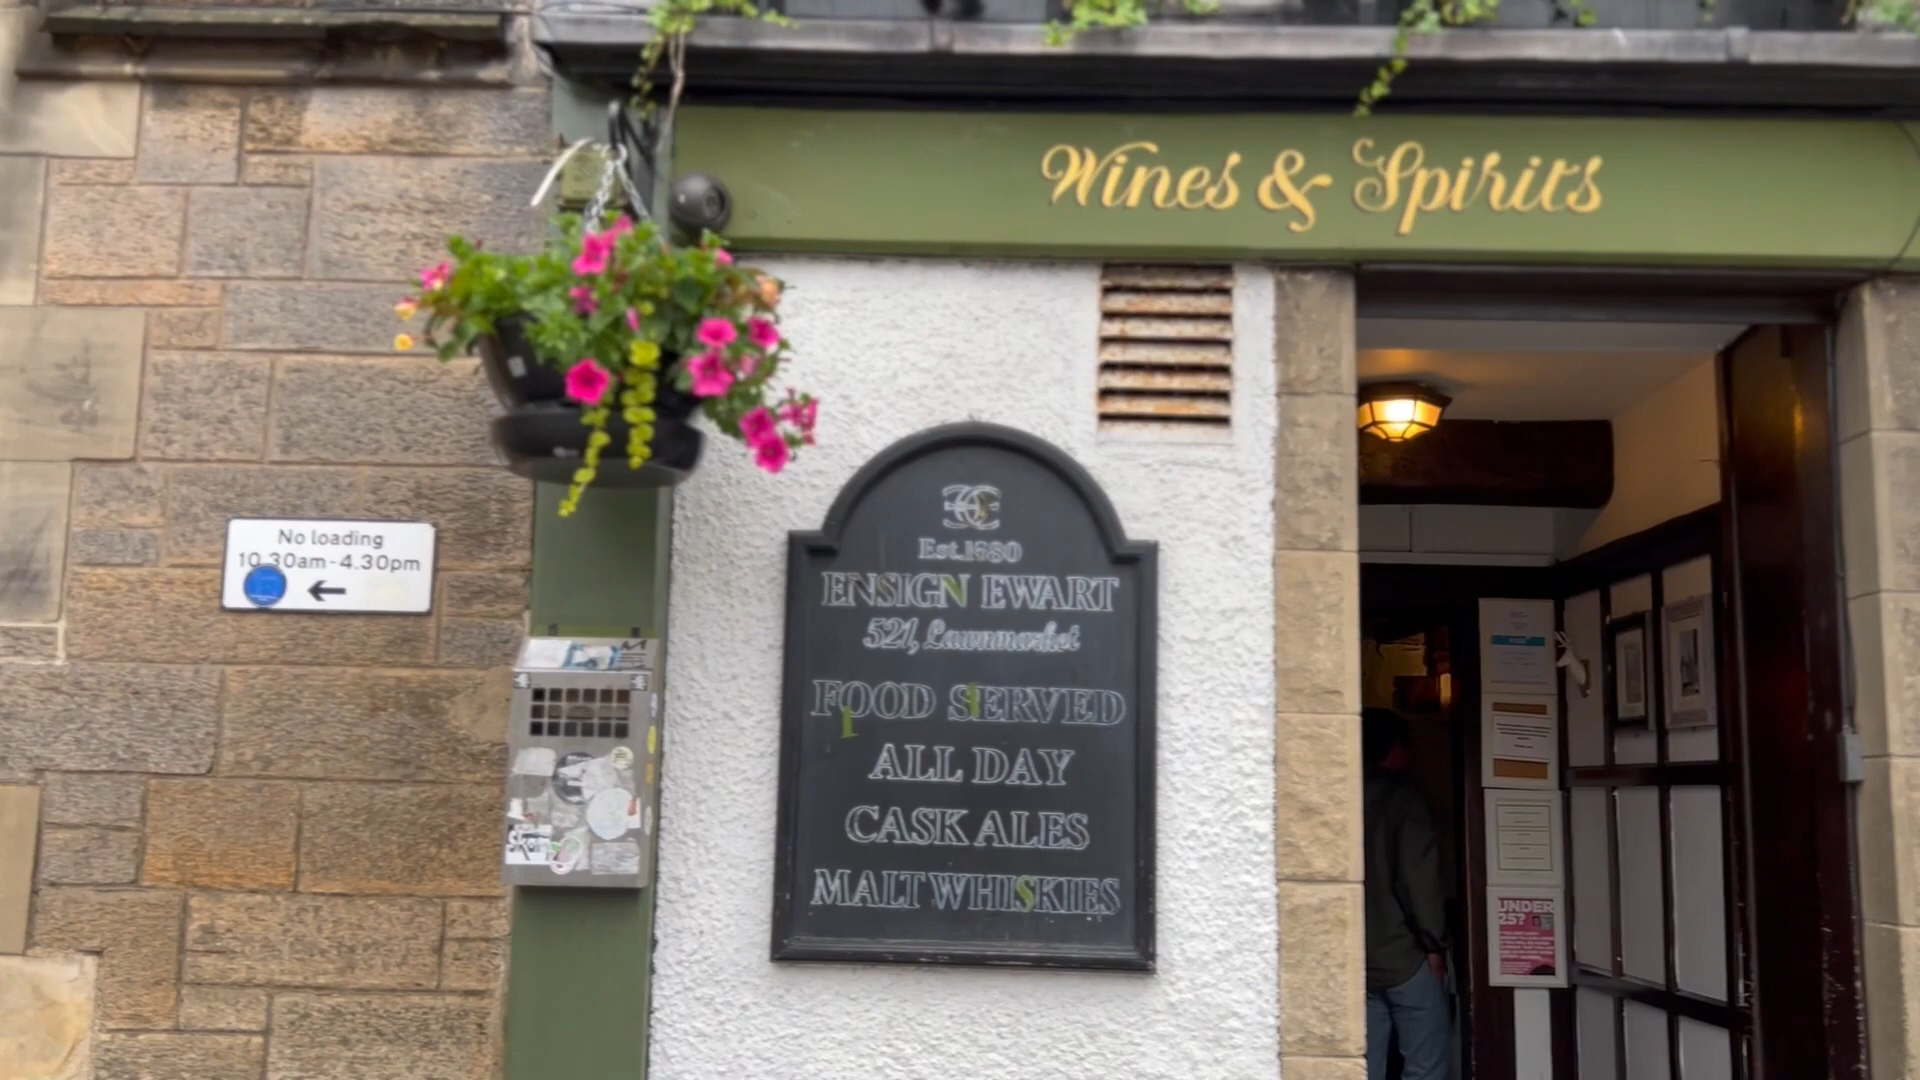 Wines & Spirits
No loading
10.30am-4.30pm
Est.1680
ENSIGN EWART
521, Lawnmarket
FOOD SERVED
ALL DAY
CASK ALES
MALT WHISKIES
UNDER
25?